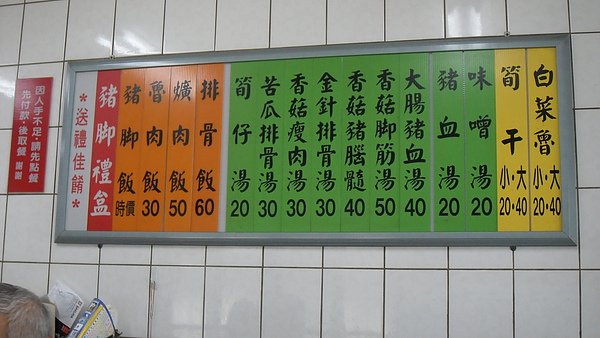 因人手不足，請先點餐
先付款，後取餐 謝謝
＊送禮佳餚＊
豬腳禮盒
豬腳飯 時價
魯肉飯 30
爌肉飯 50
排骨飯 60
筍仔湯 20
苦瓜排骨湯 30
香菇瘦肉湯 30
金針排骨湯 30
香菇豬腦髓 40
香菇脚筋湯 50
大腸豬血湯 40
豬血湯 20
味噌湯 20
筍干 小·大 20·40
白菜魯 小·大 20·40